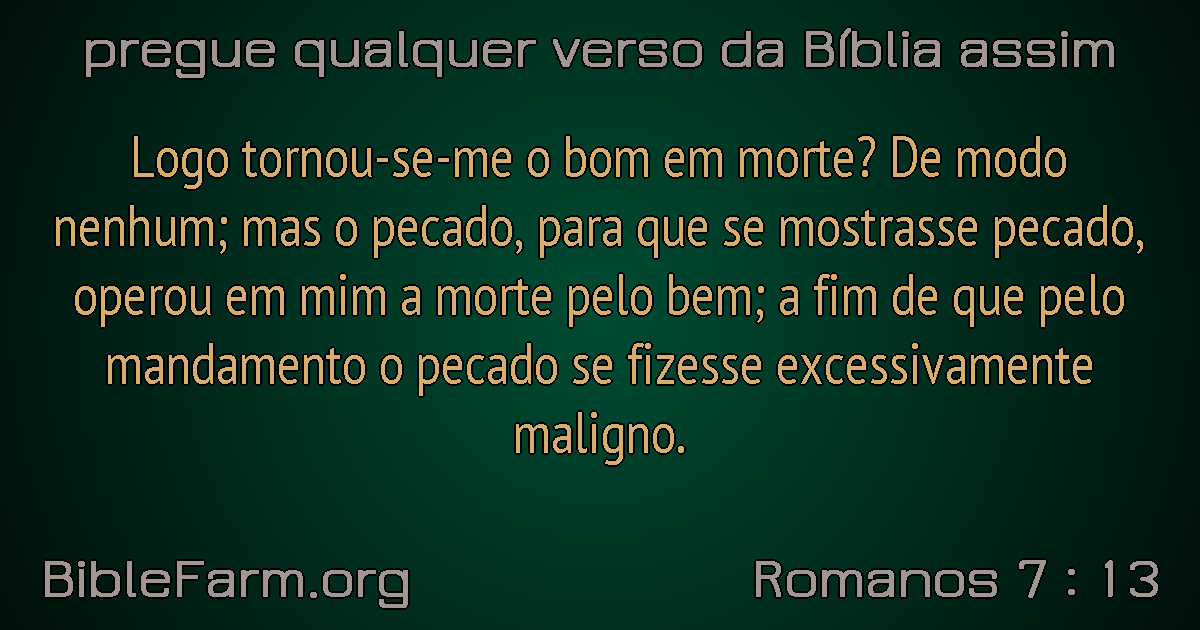 pregue qualquer verso da Bíblia assim
Logo tornou-se-me o bom em morte? De modo
nenhum; mas o pecado, para que se mostrasse pecado,
operou em mim a morte pelo bem; a fim de que pelo
mandamento o pecado se fizesse excessivamente
maligno.
BibleFarm.org
Romanos 7 : 13